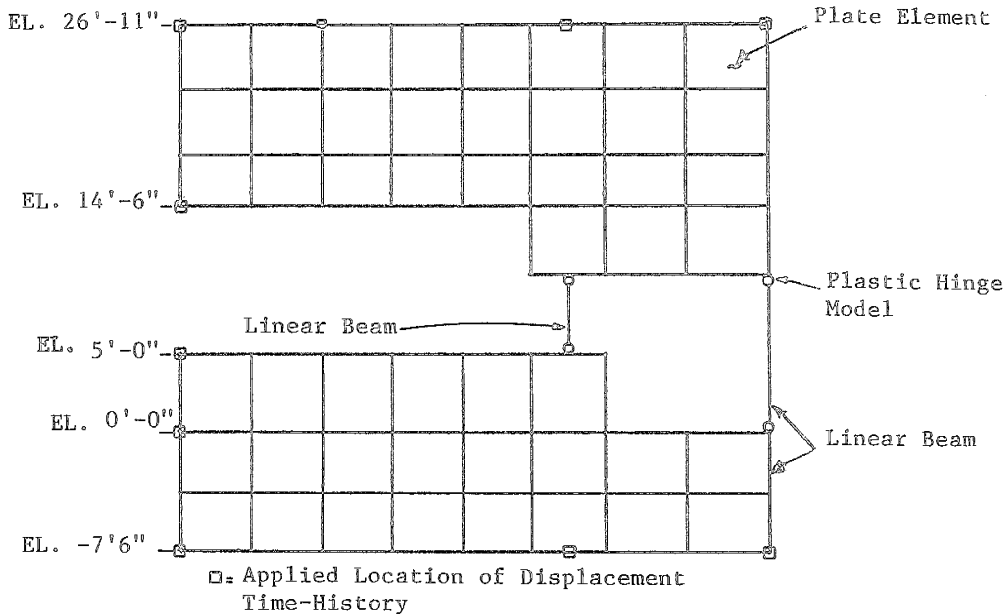 EL. 26'-11"
Plate Element
EL. 14'-6"
Plastic Hinge
Model
Linear Beam
EL. 5'-0"
EL. 0'-0"
Linear Beam
EL. -7'6"
□= Applied Location of Displacement
Time-History